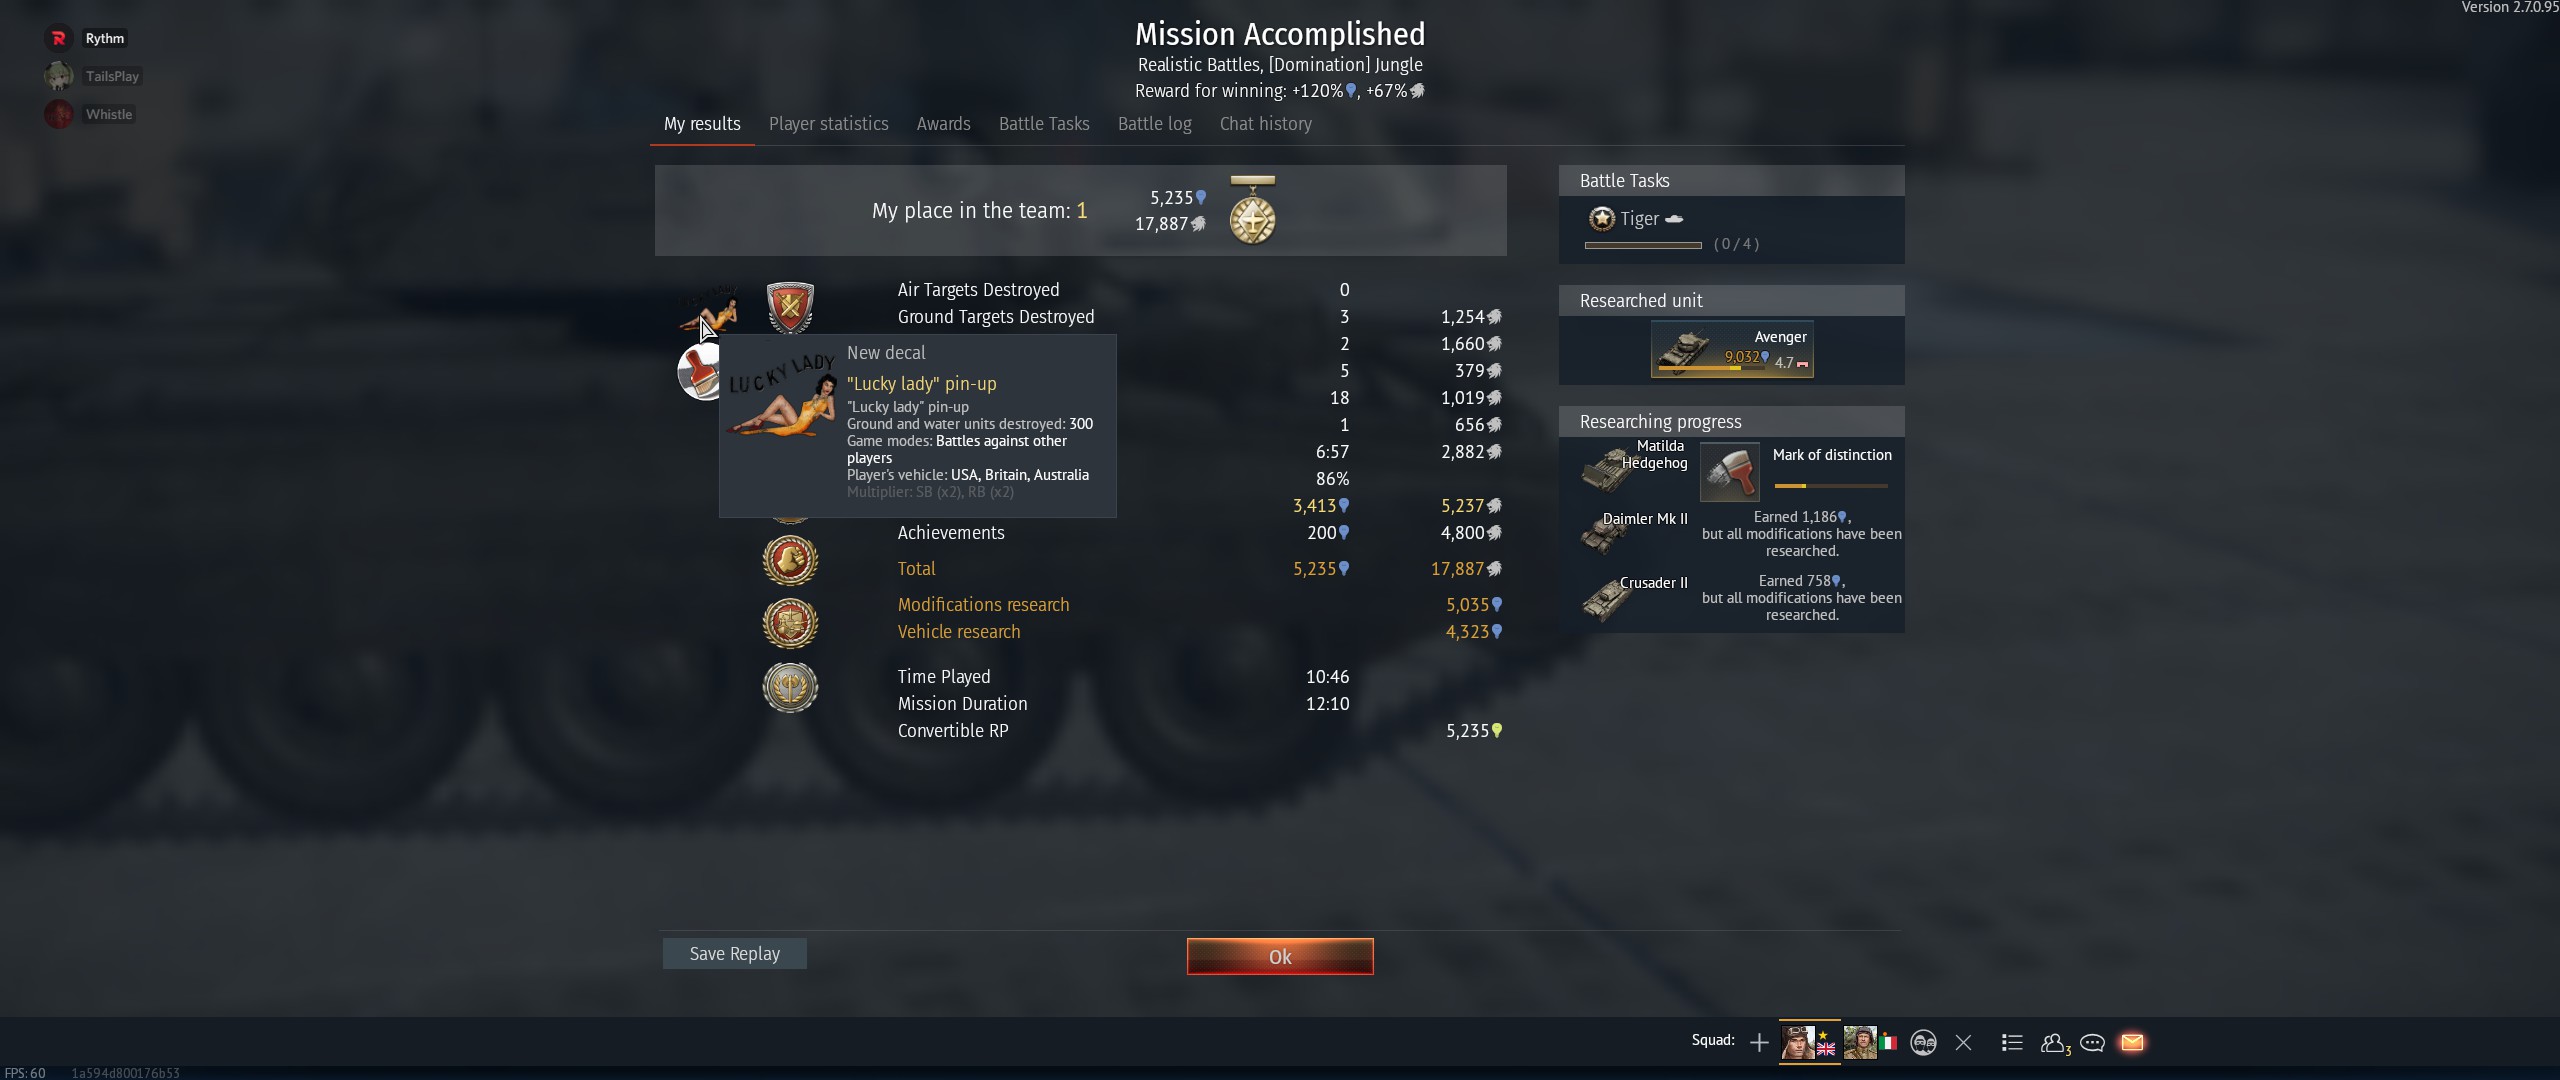 Version 2.7.0.95
Rythm
TailsPlay
Whistle
Mission Accomplished
Realistic Battles, [Domination] Jungle
Reward for winning: +120%, +67%
My results Player statistics Awards Battle Tasks Battle log Chat history
My place in the team: 1
5,235
17,887
Air Targets Destroyed 0
Ground Targets Destroyed 3 1,254
2 1,660
5 379
18 1,019
1 656
6:57 2,882
86%
3,413 5,237
Achievements 200 4,800
Total 5,235 17,887
Modifications research 5,035
Vehicle research 4,323
Time Played 10:46
Mission Duration 12:10
Convertible RP 5,235
LUCKY LADY
New decal
"Lucky lady" pin-up
"Lucky lady" pin-up
Ground and water units destroyed: 300
Game modes: Battles against other
players
Player's vehicle: USA, Britain, Australia
Multiplier: SB (x2), RB (x2)
Battle Tasks
Tiger
(0/4)
Researched unit
Avenger
9,032 4.7
Researching progress
Matilda
Hedgehog
Mark of distinction
Daimler Mk II
Earned 1,186,
but all modifications have been
researched.
Crusader II
Earned 758,
but all modifications have been
researched.
Save Replay
Ok
Squad:
3
FPS: 60 1a594d800176b53